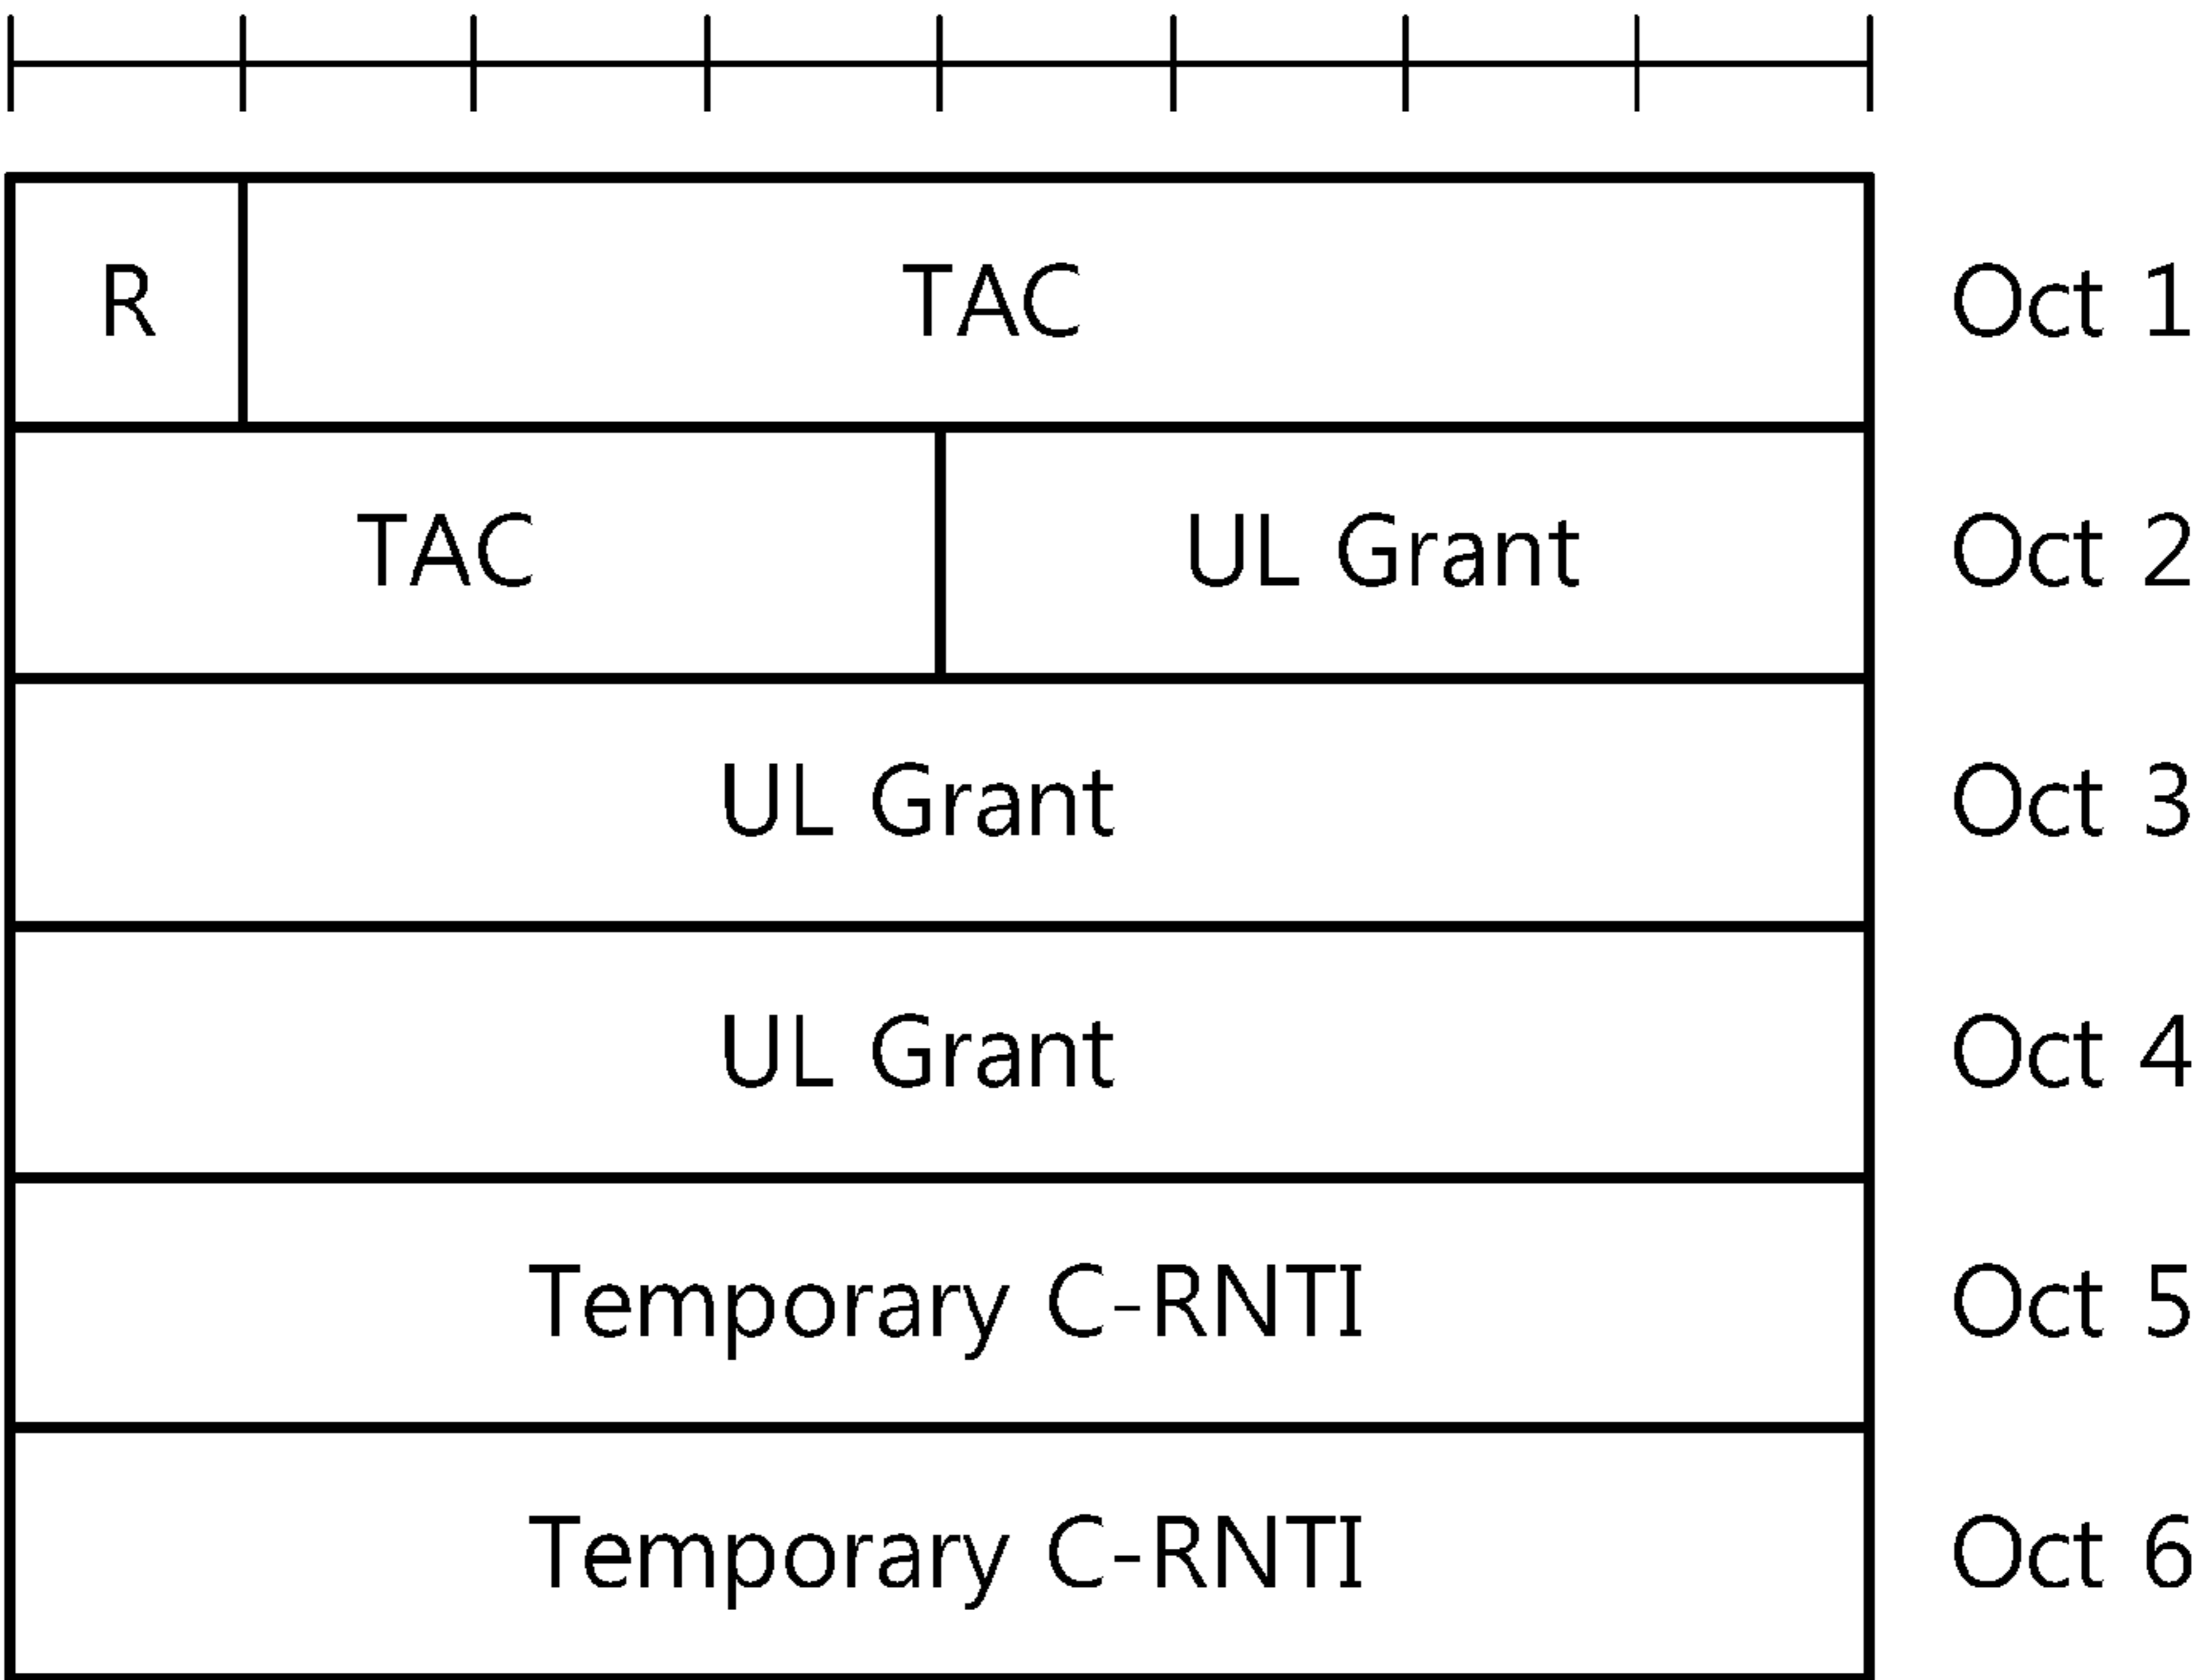 R TAC Oct 1
TAC UL Grant Oct 2
UL Grant Oct 3
UL Grant Oct 4
Temporary C-RNTI Oct 5
Temporary C-RNTI Oct 6